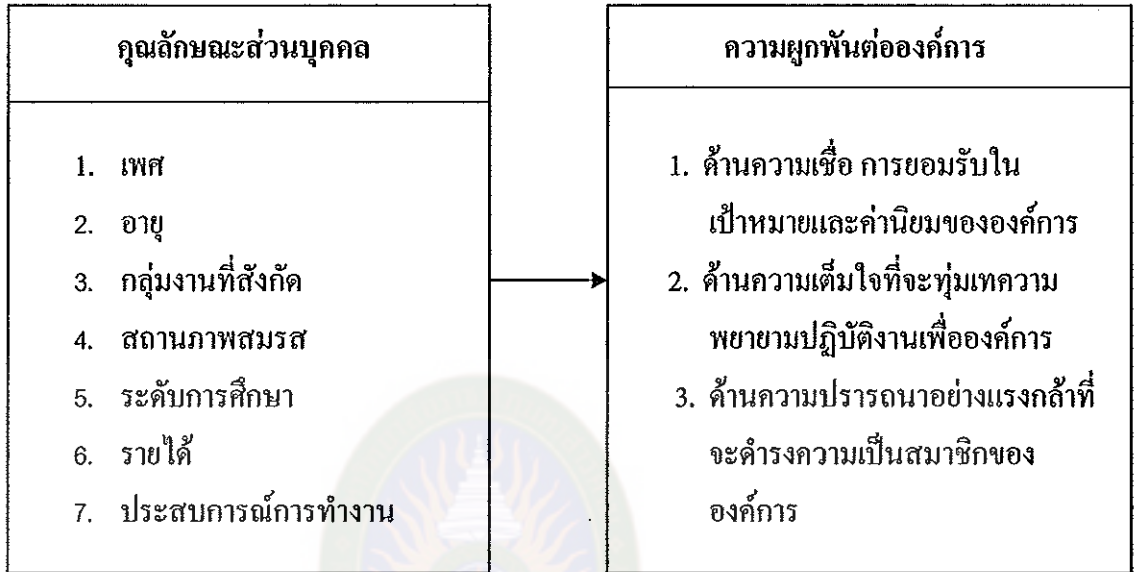 คุณลักษณะส่วนบุคคล
1. เพศ
2. อายุ
3. กลุ่มงานที่สังกัด
4. สถานภาพสมรส
5. ระดับการศึกษา
6. รายได้
7. ประสบการณ์การทำงาน
ความผูกพันต่อองค์การ
1. ด้านความเชื่อ การยอมรับใน
เป้าหมายและค่านิยมขององค์การ
2. ด้านความเต็มใจที่จะทุ่มเทความ
พยายามปฏิบัติงานเพื่อองค์การ
3. ด้านความปรารถนาอย่างแรงกล้าที่
จะดำรงความเป็นสมาชิกของ
องค์การ